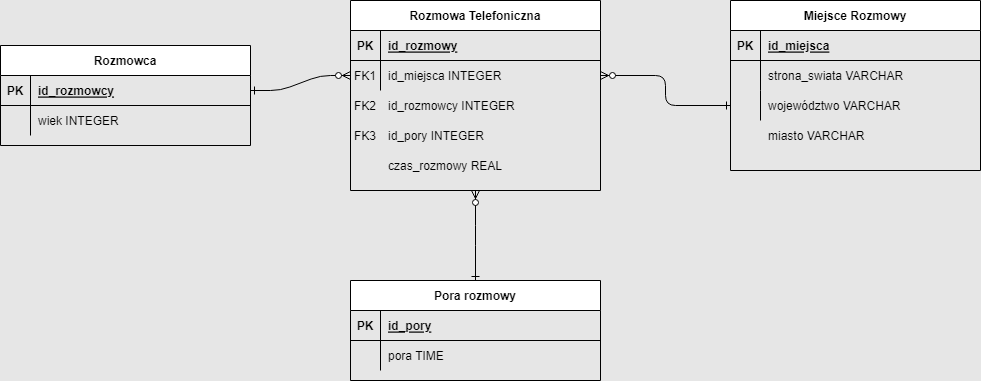 Rozmowca
PK id_rozmowcy
wiek INTEGER
Rozmowa Telefoniczna
PK id_rozmowy
FK1 id_miejsca INTEGER
FK2 id_rozmowcy INTEGER
FK3 id_pory INTEGER
czas_rozmowy REAL
Miejsce Rozmowy
PK id_miejsca
strona_swiata VARCHAR
województwo VARCHAR
miasto VARCHAR
Pora rozmowy
PK id_pory
pora TIME